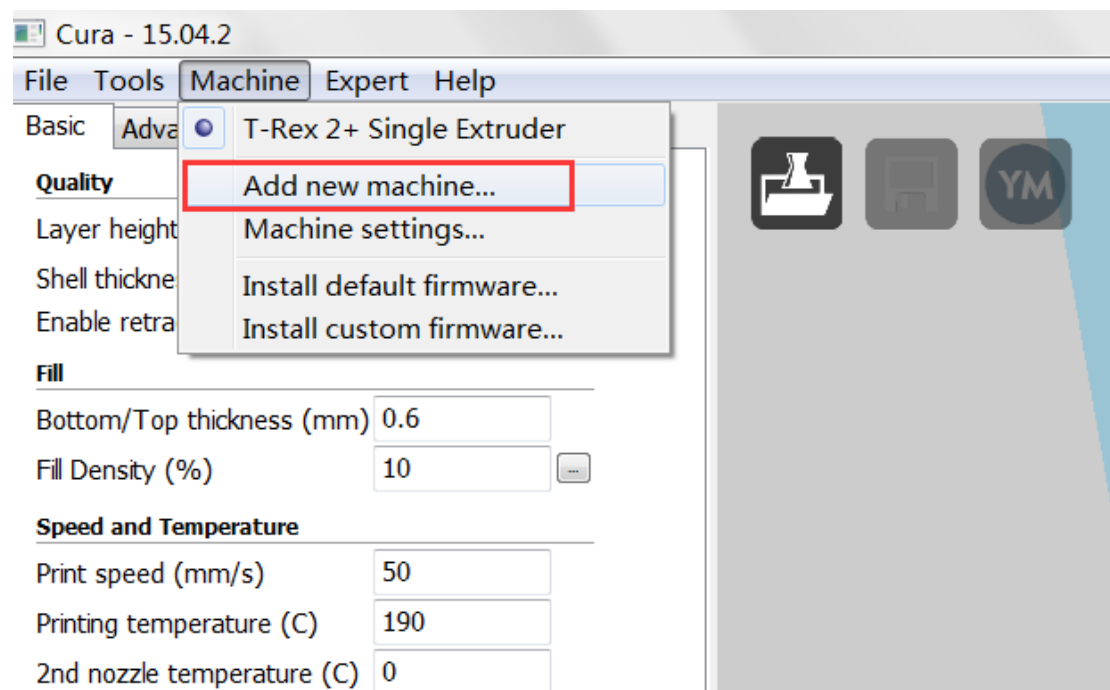 Cura - 15.04.2
File Tools Machine Expert Help
Basic Adva
T-Rex 2+ Single Extruder
Add new machine...
Machine settings...
Install default firmware...
Install custom firmware...
Quality
Layer height
Shell thickne
Enable retra
Fill
Bottom/Top thickness (mm) 0.6
Fill Density (%) 10 ...
Speed and Temperature
Print speed (mm/s) 50
Printing temperature (C) 190
2nd nozzle temperature (C) 0
YM